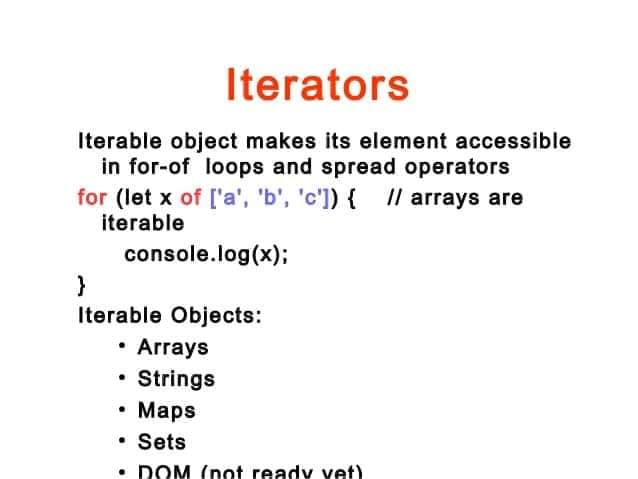 Iterators
Iterable object makes its element accessible
in for-of loops and spread operators
for (let x of ['a', 'b', 'c']) { // arrays are
iterable
console.log(x);
}
Iterable Objects:
• Arrays
• Strings
• Maps
• Sets
• DOM (not ready yet)